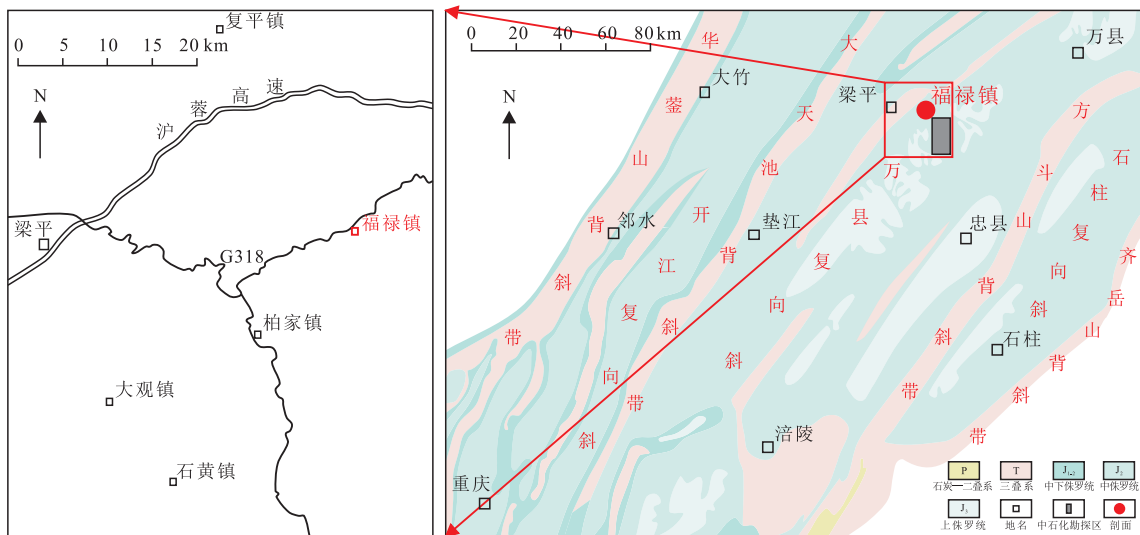 复平镇
0 5 10 20 km
N
沪蓉高速
梁平
福禄镇
G318
柏家镇
大观镇
石黄镇
0 20 40 60 80 km
N
万县
大竹
梁平
福禄镇
邻水
垫江
忠县
石柱
涪陵
重庆
华蓥山背斜带
大天池背斜带
开江复向斜
万县复向斜
方斗山背斜带
石柱复向斜
齐岳山背斜带
P
石炭—二叠系
T
三叠系
J₁₋₂
中下侏罗统
J₂
中侏罗统
J₃
上侏罗统
地名
中石化勘探区
剖面